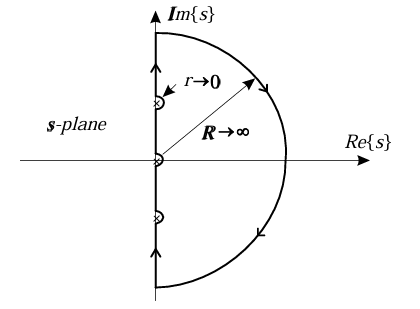 Im{s}
r→0
s-plane
R→∞
Re{s}